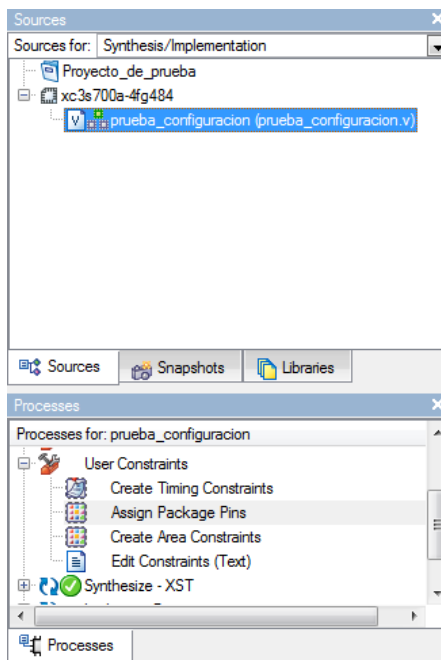 Sources
Sources for: Synthesis/Implementation
Proyecto_de_prueba
xc3s700a-4fg484
V prueba_configuracion (prueba_configuracion.v)
Sources Snapshots Libraries
Processes
Processes for: prueba_configuracion
User Constraints
Create Timing Constraints
Assign Package Pins
Create Area Constraints
Edit Constraints (Text)
Synthesize - XST
Processes